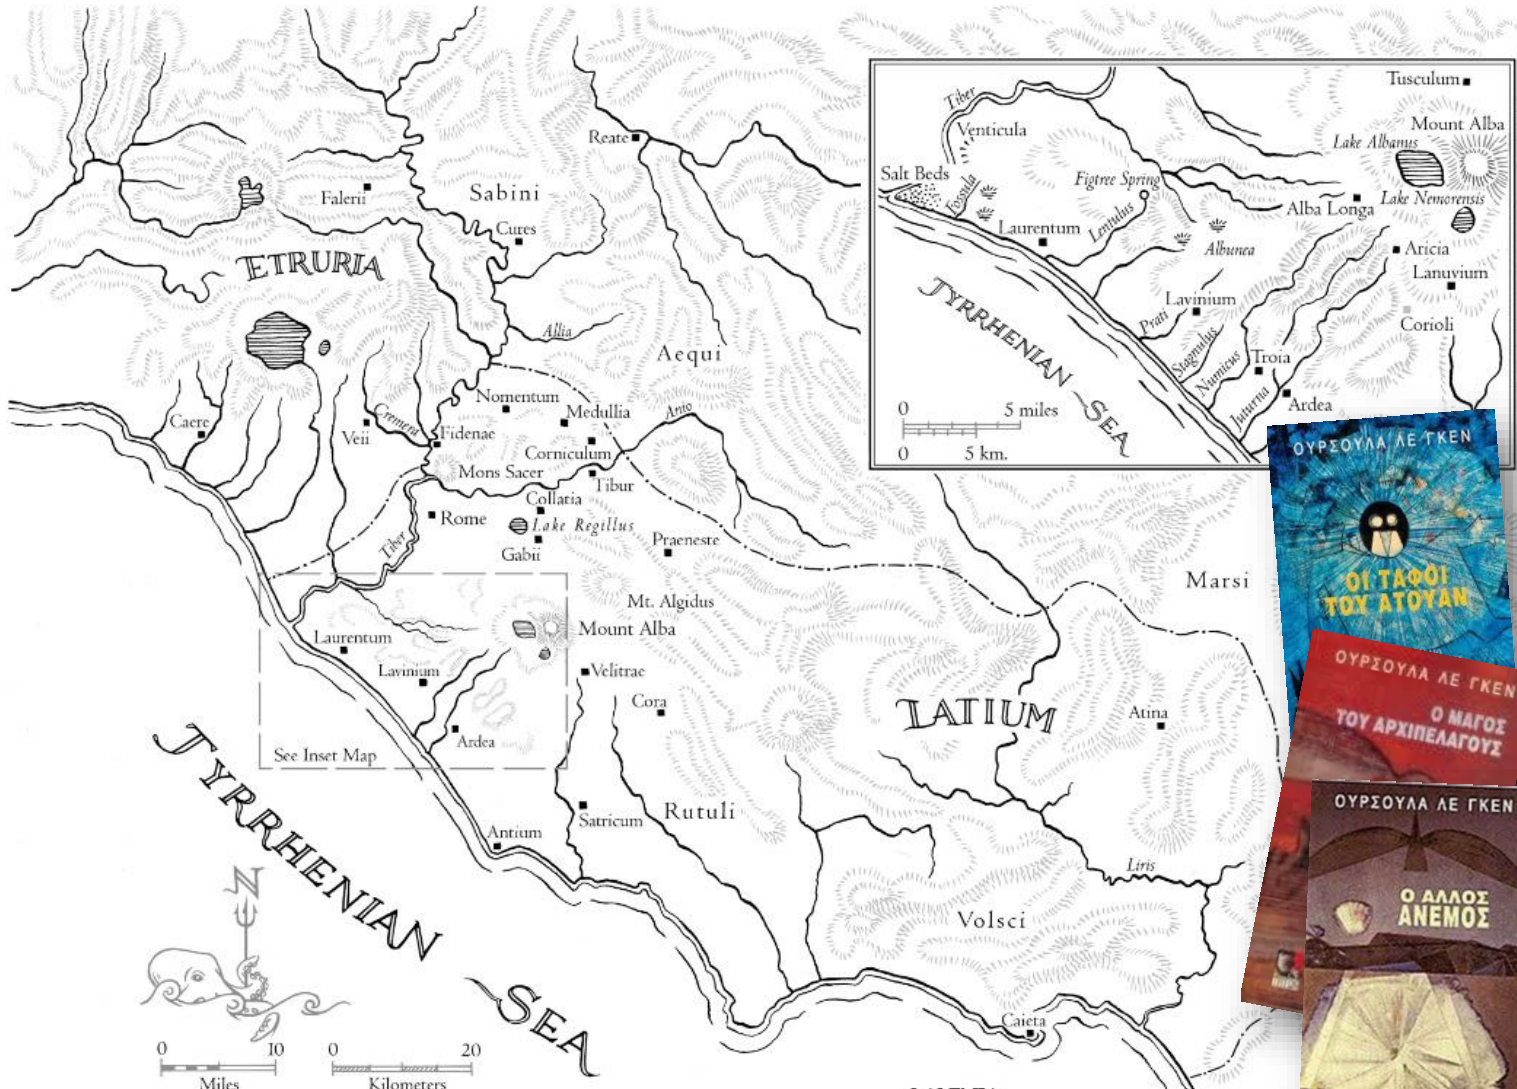 Reate
Sabini
Falerii
Cures
ETRURIA
Allia
Aequi
Nomentum
Medullia
Anio
Caere
Cremera
Veii
Fidenae
Corniculum
Mons Sacer
Tibur
Collatia
Rome
Lake Regillus
Tiber
Gabii
Praeneste
Marsi
Mt. Algidus
Mount Alba
Laurentum
Lavinium
Velitrae
Cora
LATIUM
Atina
Ardea
See Inset Map
TYRRHENIAN
SEA
Rutuli
Satricum
Antium
Liris
Volsci
Caieta
N
0 10
Miles
0 20
Kilometers
Tusculum
Tiber
Mount Alba
Venticula
Lake Albanus
Salt Beds
Fossula
Figtree Spring
Lake Nemorensis
Alba Longa
Laurentum
Lentulus
Albunea
Aricia
Lanuvium
Lavinium
Prati
Corioli
Stagnulus
Numicus
Troia
Juturna
Ardea
TYRRHENIAN
SEA
0 5 miles
0 5 km.
ΟΥΡΣΟΥΛΑ ΛΕ ΓΚΕΝ
ΟΙ ΤΑΦΟΙ
ΤΟΥ ΑΤΟΥΑΝ
ΟΥΡΣΟΥΛΑ ΛΕ ΓΚΕΝ
Ο ΜΑΓΟΣ
ΤΟΥ ΑΡΧΙΠΕΛΑΓΟΥΣ
ΟΥΡΣΟΥΛΑ ΛΕ ΓΚΕΝ
Ο ΑΛΛΟΣ
ΑΝΕΜΟΣ